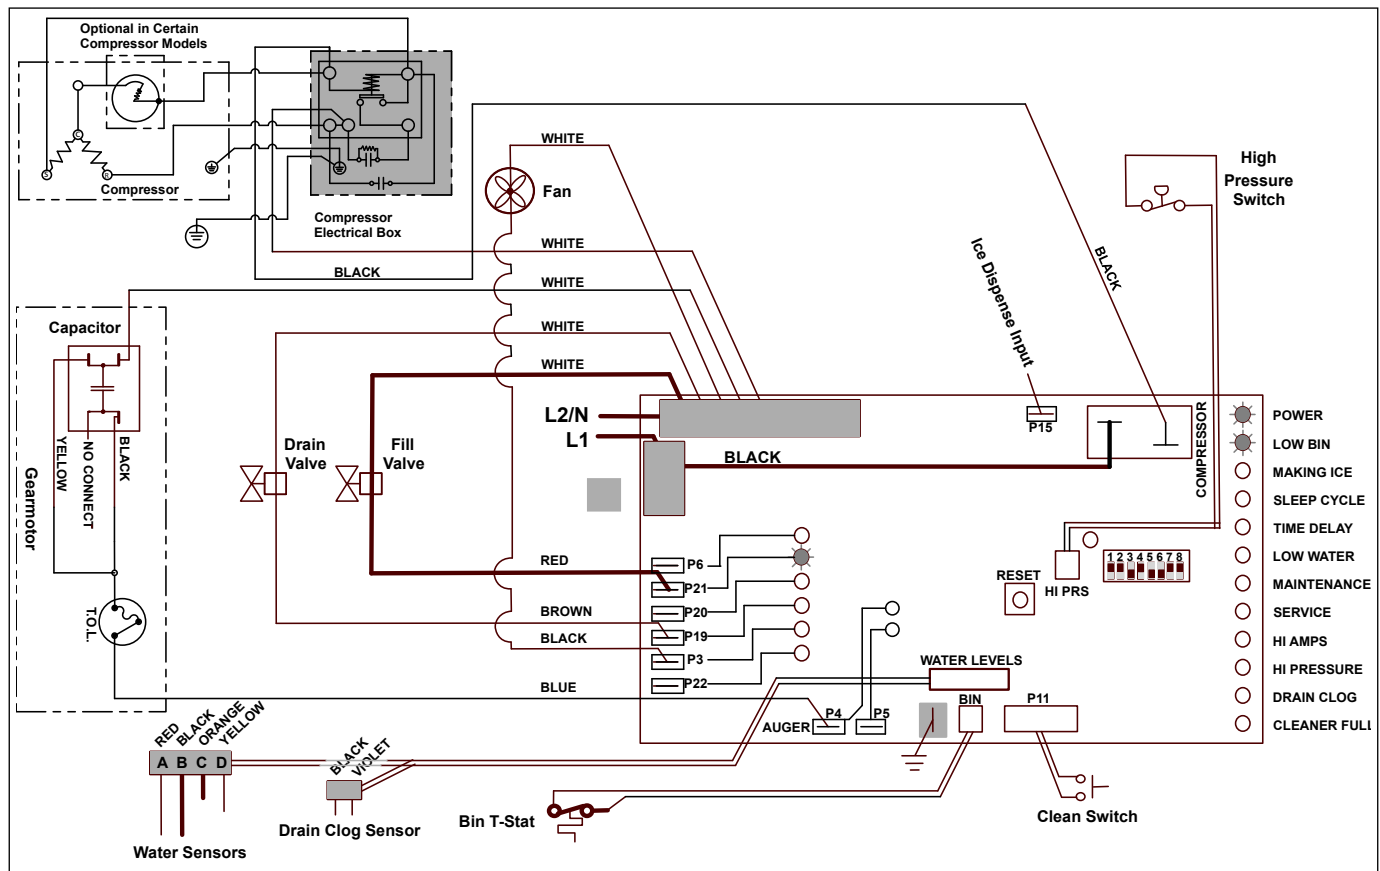 Optional in Certain
Compressor Models
C
S
R
Compressor
Compressor
Electrical Box
WHITE
Fan
WHITE
BLACK
WHITE
WHITE
WHITE
High
Pressure
Switch
BLACK
Ice Dispense Input
P15
COMPRESSOR
Capacitor
YELLOW
NO CONNECT
BLACK
Gearmotor
T.O.L.
Drain
Valve
Fill
Valve
L2/N
L1
BLACK
RED
BROWN
BLACK
BLUE
P6
P21
P20
P19
P3
P22
RESET
HI PRS
1 2 3 4 5 6 7 8
POWER
LOW BIN
MAKING ICE
SLEEP CYCLE
TIME DELAY
LOW WATER
MAINTENANCE
SERVICE
HI AMPS
HI PRESSURE
DRAIN CLOG
CLEANER FULL
WATER LEVELS
AUGER
P4
P5
BIN
P11
RED
BLACK
ORANGE
YELLOW
A B C D
Water Sensors
BLACK
VIOLET
Drain Clog Sensor
Bin T-Stat
Clean Switch